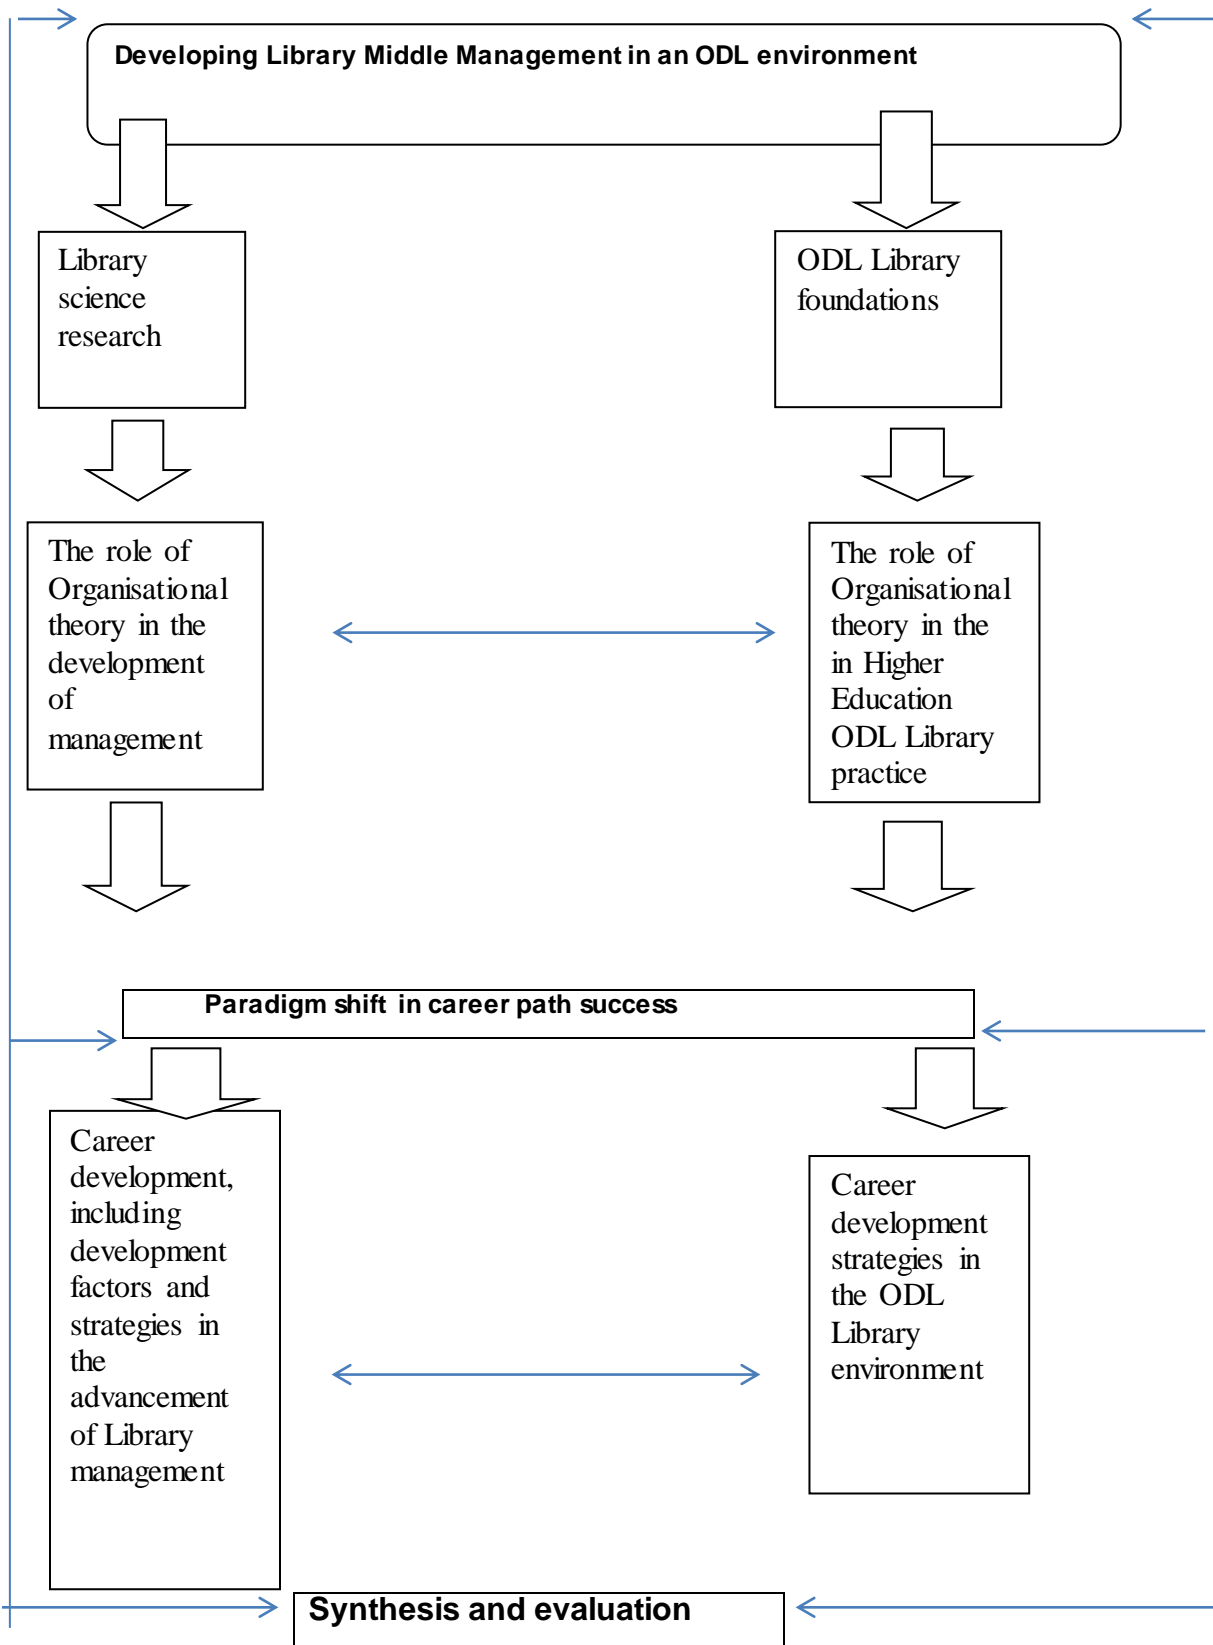 Developing Library Middle Management in an ODL environment
Library
science
research
ODL Library
foundations
The role of
Organisational
theory in the
development
of
management
The role of
Organisational
theory in the
in Higher
Education
ODL Library
practice
Paradigm shift in career path success
Career
development,
including
development
factors and
strategies in
the
advancement
of Library
management
Career
development
strategies in
the ODL
Library
environment
Synthesis and evaluation